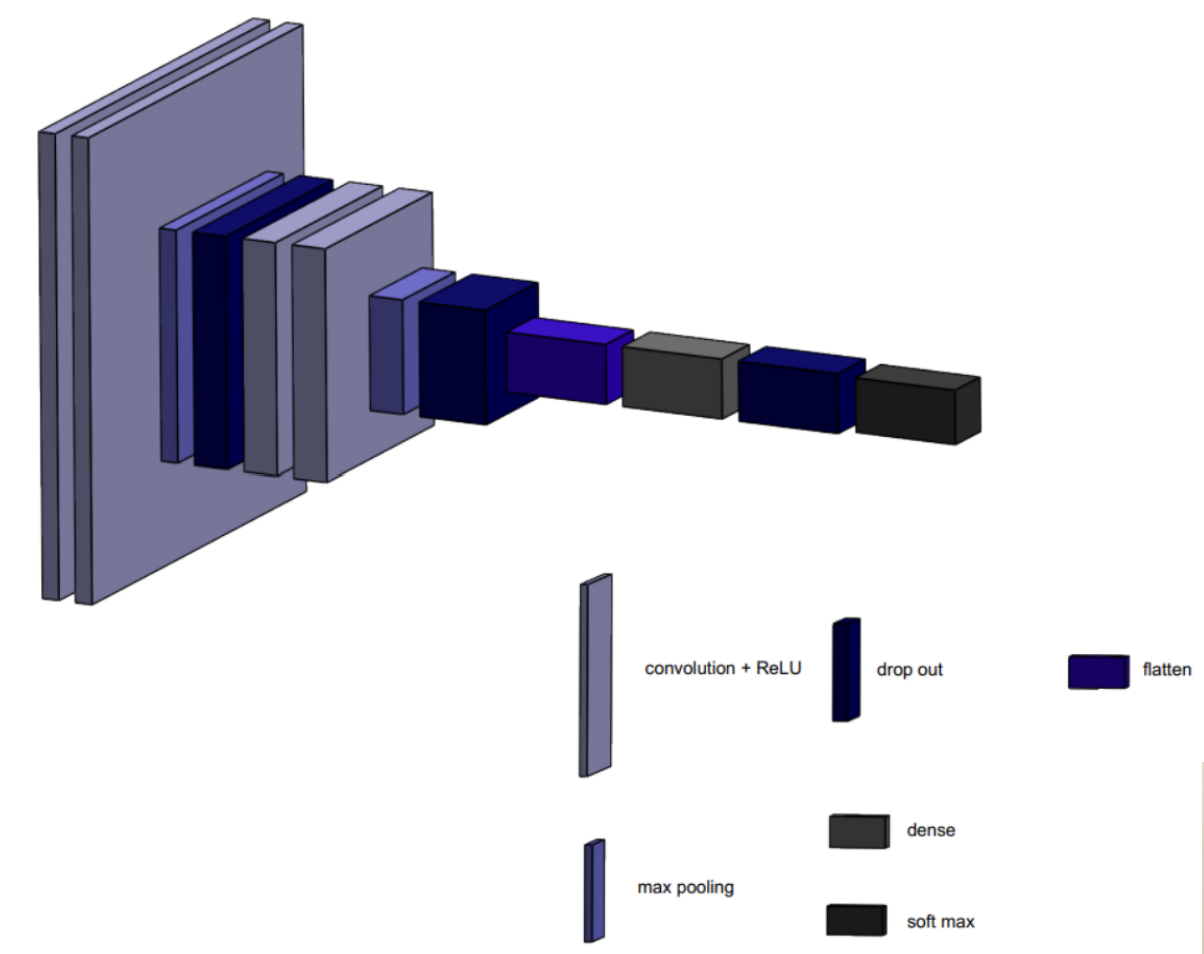 convolution + ReLU
drop out
flatten
max pooling
dense
soft max